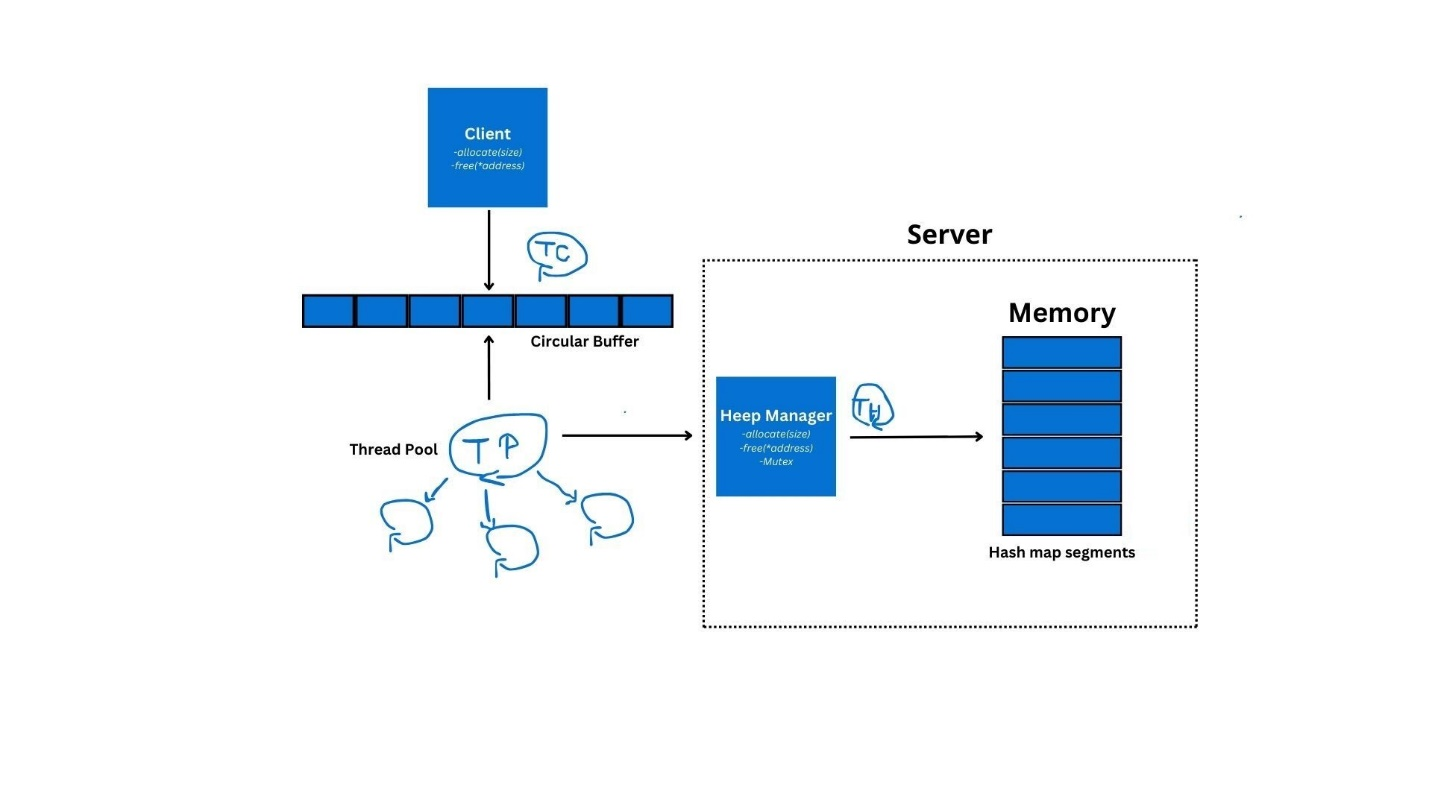 Client
-allocate(size)
-free(*address)
TC
Server
Memory
Circular Buffer
Heep Manager
-allocate(size)
-free(*address)
-Mutex
TH
Thread Pool
TP
Hash map segments